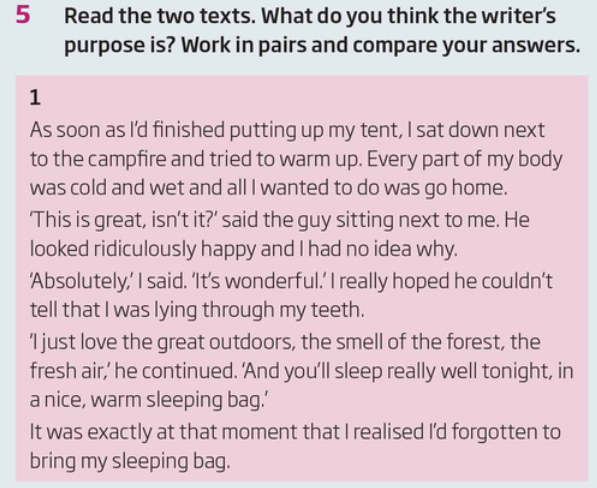 5 Read the two texts. What do you think the writer's
purpose is? Work in pairs and compare your answers.
1
As soon as I'd finished putting up my tent, I sat down next
to the campfire and tried to warm up. Every part of my body
was cold and wet and all I wanted to do was go home.
'This is great, isn't it?' said the guy sitting next to me. He
looked ridiculously happy and I had no idea why.
'Absolutely,' I said. 'It's wonderful.' I really hoped he couldn't
tell that I was lying through my teeth.
'I just love the great outdoors, the smell of the forest, the
fresh air,' he continued. 'And you'll sleep really well tonight, in
a nice, warm sleeping bag.'
It was exactly at that moment that I realised I'd forgotten to
bring my sleeping bag.